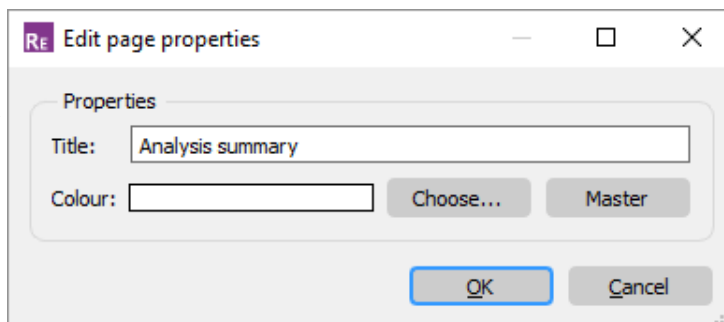 RE Edit page properties
Properties
Title: Analysis summary
Colour: Choose... Master
OK Cancel